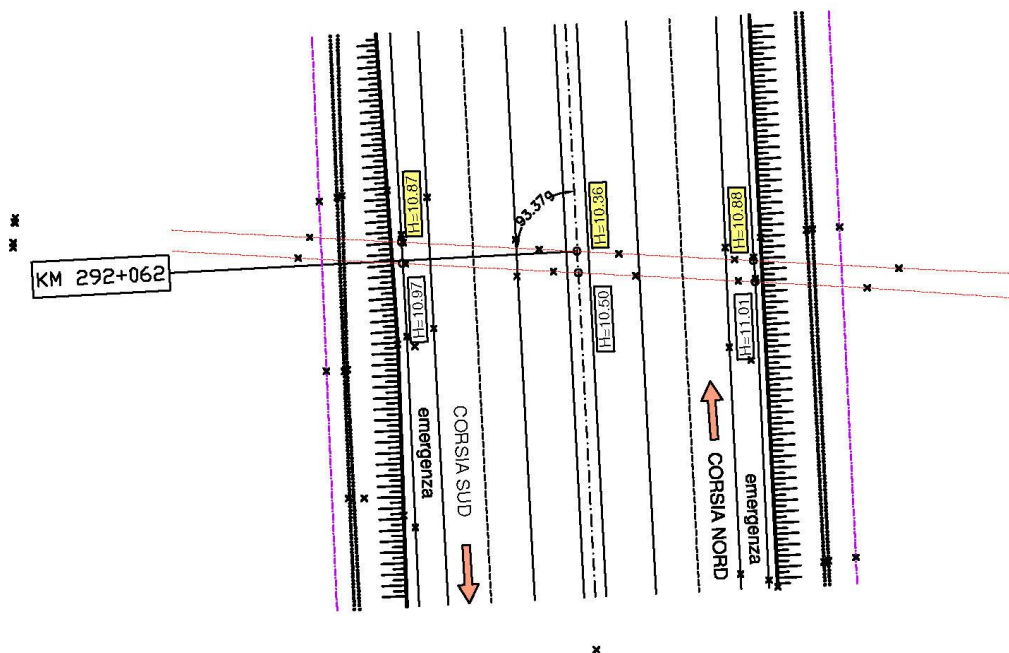 H=10.87
H=10.36
H=10.88
93.37g
KM 292+062
H=10.97
H=10.50
H=11.01
emergenza
CORSIA SUD
CORSIA NORD
emergenza